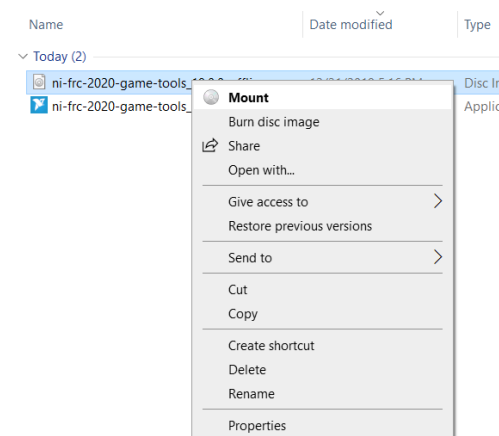 Name Date modified Type
Today (2)
ni-frc-2020-game-tools_ Disc
ni-frc-2020-game-tools_
Mount
Burn disc image
Share
Open with...
Give access to
Restore previous versions
Send to
Cut
Copy
Create shortcut
Delete
Rename
Properties